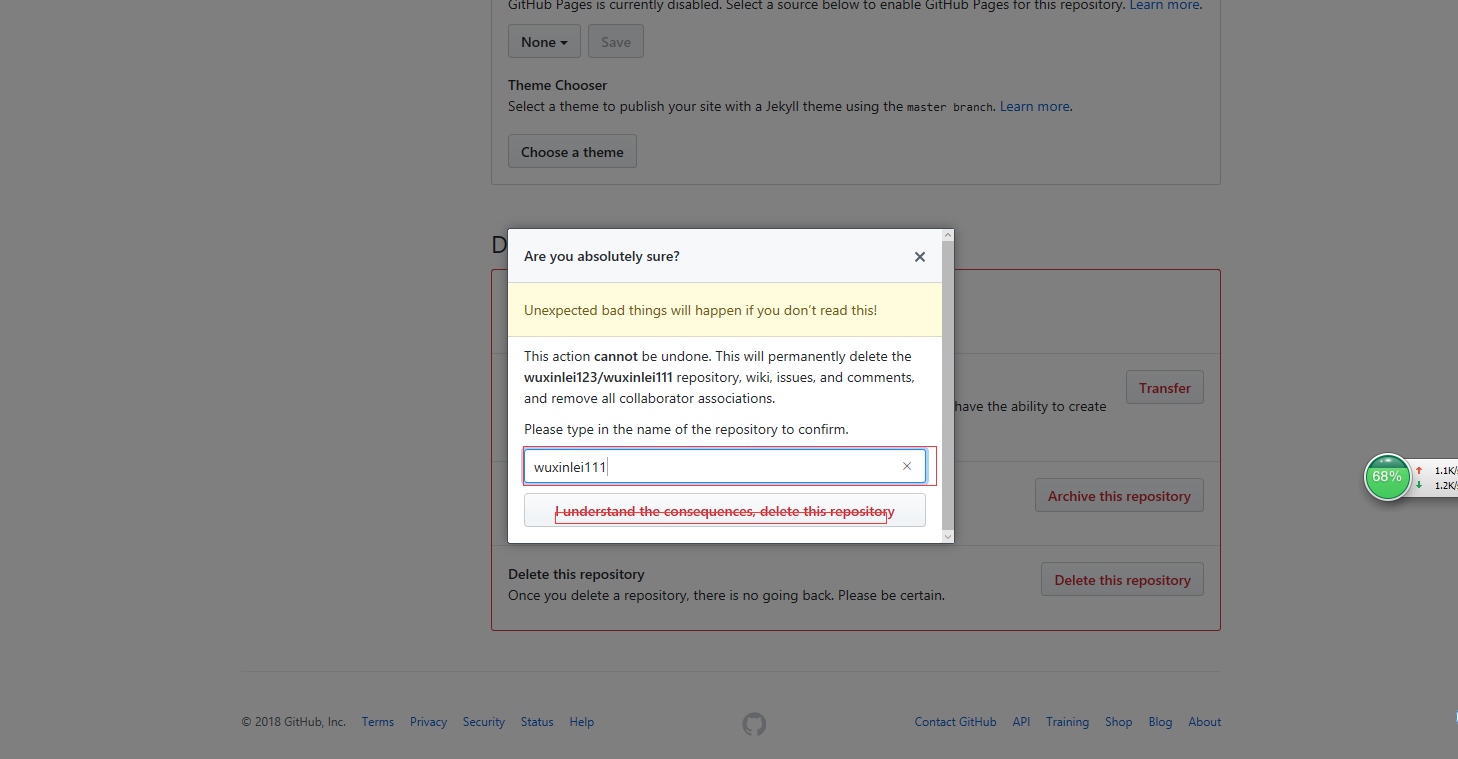 GitHub Pages is currently disabled. Select a source below to enable GitHub Pages for this repository. Learn more.
None Save
Theme Chooser
Select a theme to publish your site with a Jekyll theme using the master branch. Learn more.
Choose a theme
D
Are you absolutely sure?
Unexpected bad things will happen if you don’t read this!
This action cannot be undone. This will permanently delete the
wuxinlei123/wuxinlei111 repository, wiki, issues, and comments,
and remove all collaborator associations.
Please type in the name of the repository to confirm.
wuxinlei111
I understand the consequences, delete this repository
Transfer
have the ability to create
Archive this repository
Delete this repository
Once you delete a repository, there is no going back. Please be certain.
Delete this repository
68%
1.1K/s
1.2K/s
© 2018 GitHub, Inc. Terms Privacy Security Status Help
Contact GitHub API Training Shop Blog About